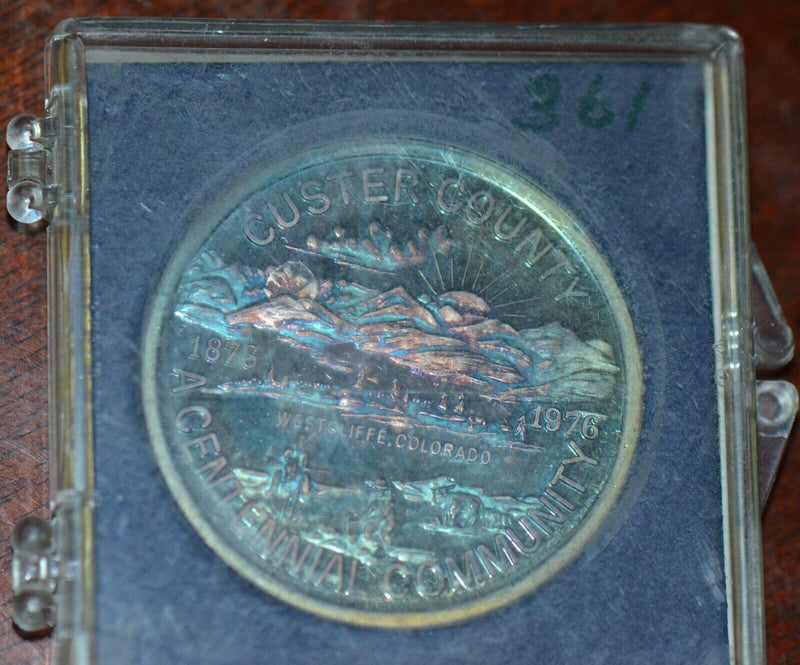 361
CUSTER COUNTY
1876
1976
WESTCLIFFE, COLORADO
A CENTENNIAL COMMUNITY